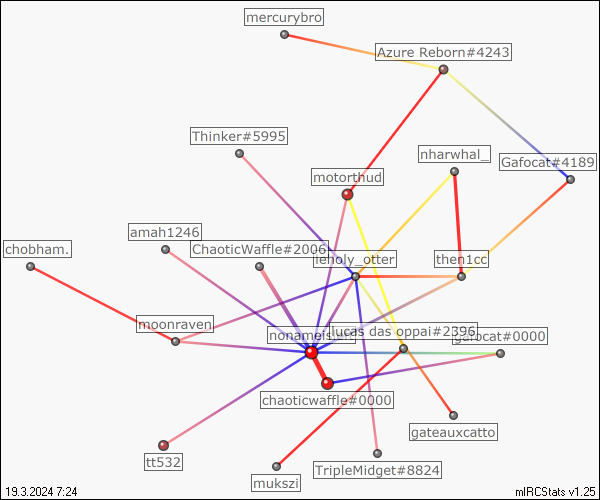 mercurybro
Azure Reborn#4243
Thinker#5995
nharwhal_
Gafocat#4189
motorthud
amah1246
chobham.
ChaoticWaffle#2006
leholy_otter
then1cc
moonraven
lucas das oppai#2396
gafocat#0000
chaoticwaffle#0000
gateauxcatto
tt532
TripleMidget#8824
mukszi
19.3.2024 7:24
mIRCStats v1.25